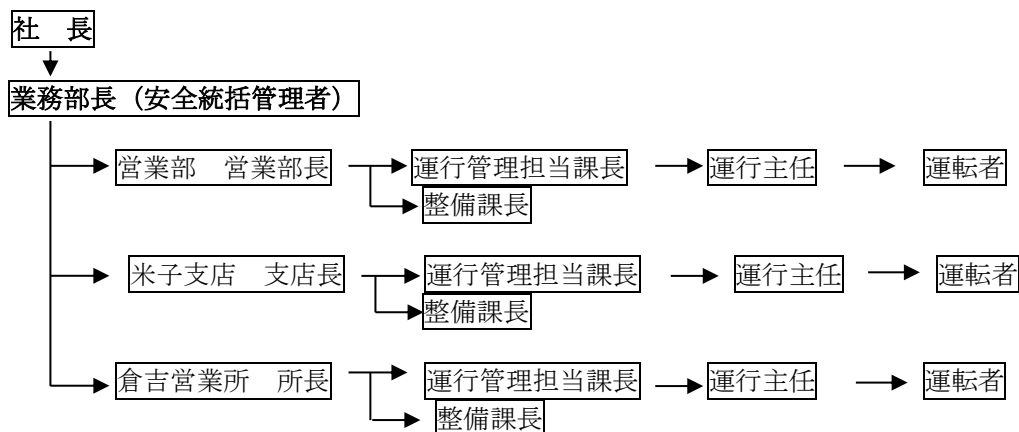 社　長
業務部長（安全統括管理者）
営業部　営業部長　運行管理担当課長　運行主任　運転者
整備課長
米子支店　支店長　運行管理担当課長　運行主任　運転者
整備課長
倉吉営業所　所長　運行管理担当課長　運行主任　運転者
整備課長